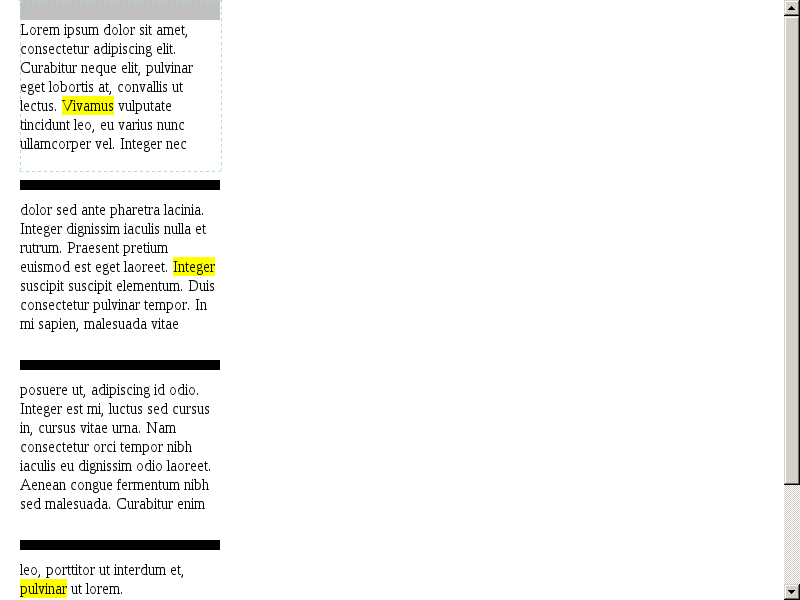 Lorem ipsum dolor sit amet,
consectetur adipiscing elit.
Curabitur neque elit, pulvinar
eget lobortis at, convallis ut
lectus. Vivamus vulputate
tincidunt leo, eu varius nunc
ullamcorper vel. Integer nec
dolor sed ante pharetra lacinia.
Integer dignissim iaculis nulla et
rutrum. Praesent pretium
euismod est eget laoreet. Integer
suscipit suscipit elementum. Duis
consectetur pulvinar tempor. In
mi sapien, malesuada vitae
posuere ut, adipiscing id odio.
Integer est mi, luctus sed cursus
in, cursus vitae urna. Nam
consectetur orci tempor nibh
iaculis eu dignissim odio laoreet.
Aenean congue fermentum nibh
sed malesuada. Curabitur enim
leo, porttitor ut interdum et,
pulvinar ut lorem.